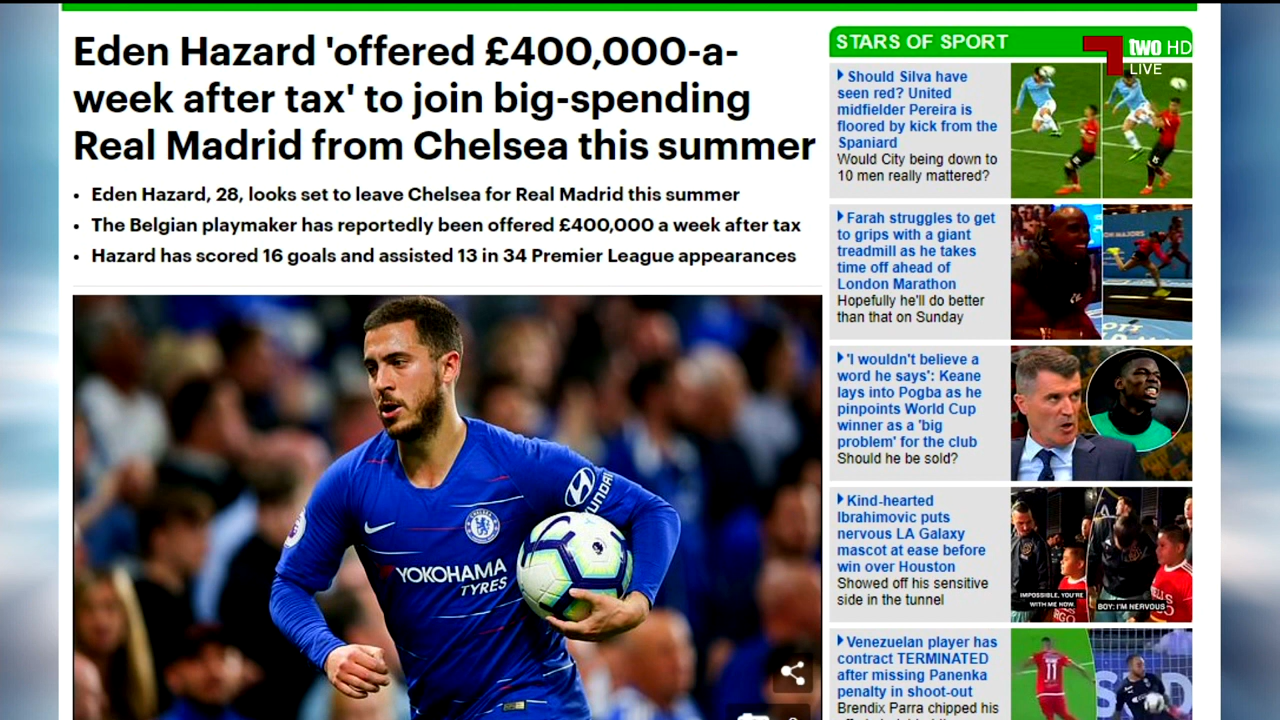 Eden Hazard 'offered £400,000-a-
week after tax' to join big-spending
Real Madrid from Chelsea this summer
• Eden Hazard, 28, looks set to leave Chelsea for Real Madrid this summer
• The Belgian playmaker has reportedly been offered £400,000 a week after tax
• Hazard has scored 16 goals and assisted 13 in 34 Premier League appearances
HYUNDAI
YOKOHAMA
TYRES
STARS OF SPORT
two HD
LIVE
Should Silva have
seen red? United
midfielder Pereira is
floored by kick from the
Spaniard
Would City being down to
10 men really mattered?
Farah struggles to get
to grips with a giant
treadmill as he takes
time off ahead of
London Marathon
Hopefully he'll do better
than that on Sunday
'I wouldn't believe a
word he says': Keane
lays into Pogba as he
pinpoints World Cup
winner as a 'big
problem' for the club
Should he be sold?
Kind-hearted
Ibrahimovic puts
nervous LA Galaxy
mascot at ease before
win over Houston
Showed off his sensitive
side in the tunnel
IMPOSSIBLE, YOU'RE
WITH ME NOW
BOY: I'M NERVOUS
Venezuelan player has
contract TERMINATED
after missing Panenka
penalty in shoot-out
Brendix Parra chipped his
11